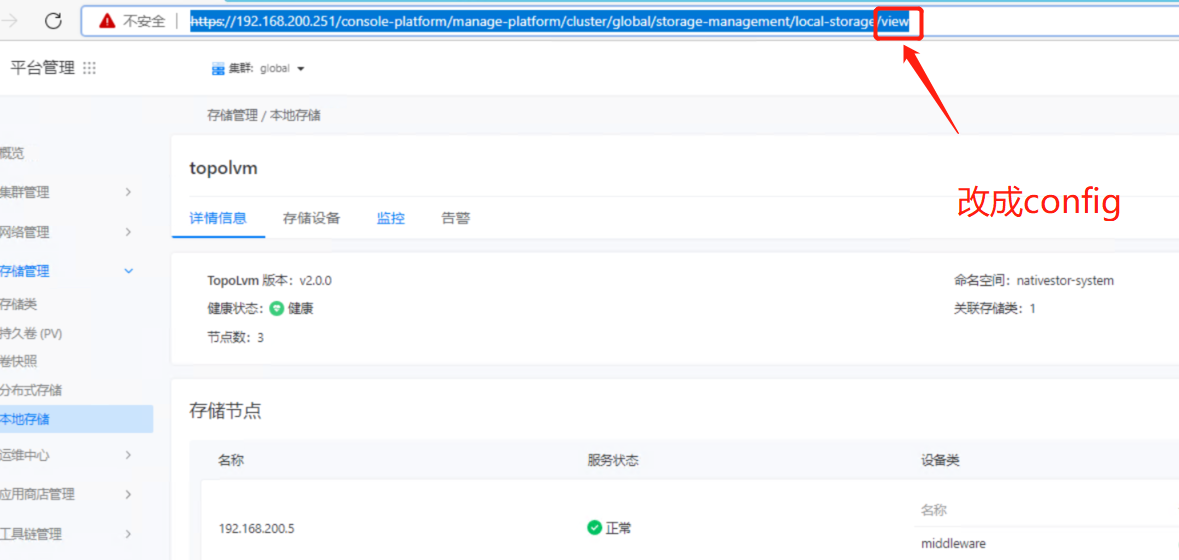 不安全 https://192.168.200.251/console-platform/manage-platform/cluster/global/storage-management/local-storage/view
平台管理
集群: global
存储管理 / 本地存储
概览
集群管理
网络管理
存储管理
存储类
持久卷 (PV)
卷快照
分布式存储
本地存储
运维中心
应用商店管理
工具链管理
topolvm
详情信息 存储设备 监控 告警
改成config
TopoLvm 版本: v2.0.0
命名空间: nativestor-system
健康状态: 健康
关联存储类: 1
节点数: 3
存储节点
名称 服务状态 设备类
名称
192.168.200.5 正常
middleware